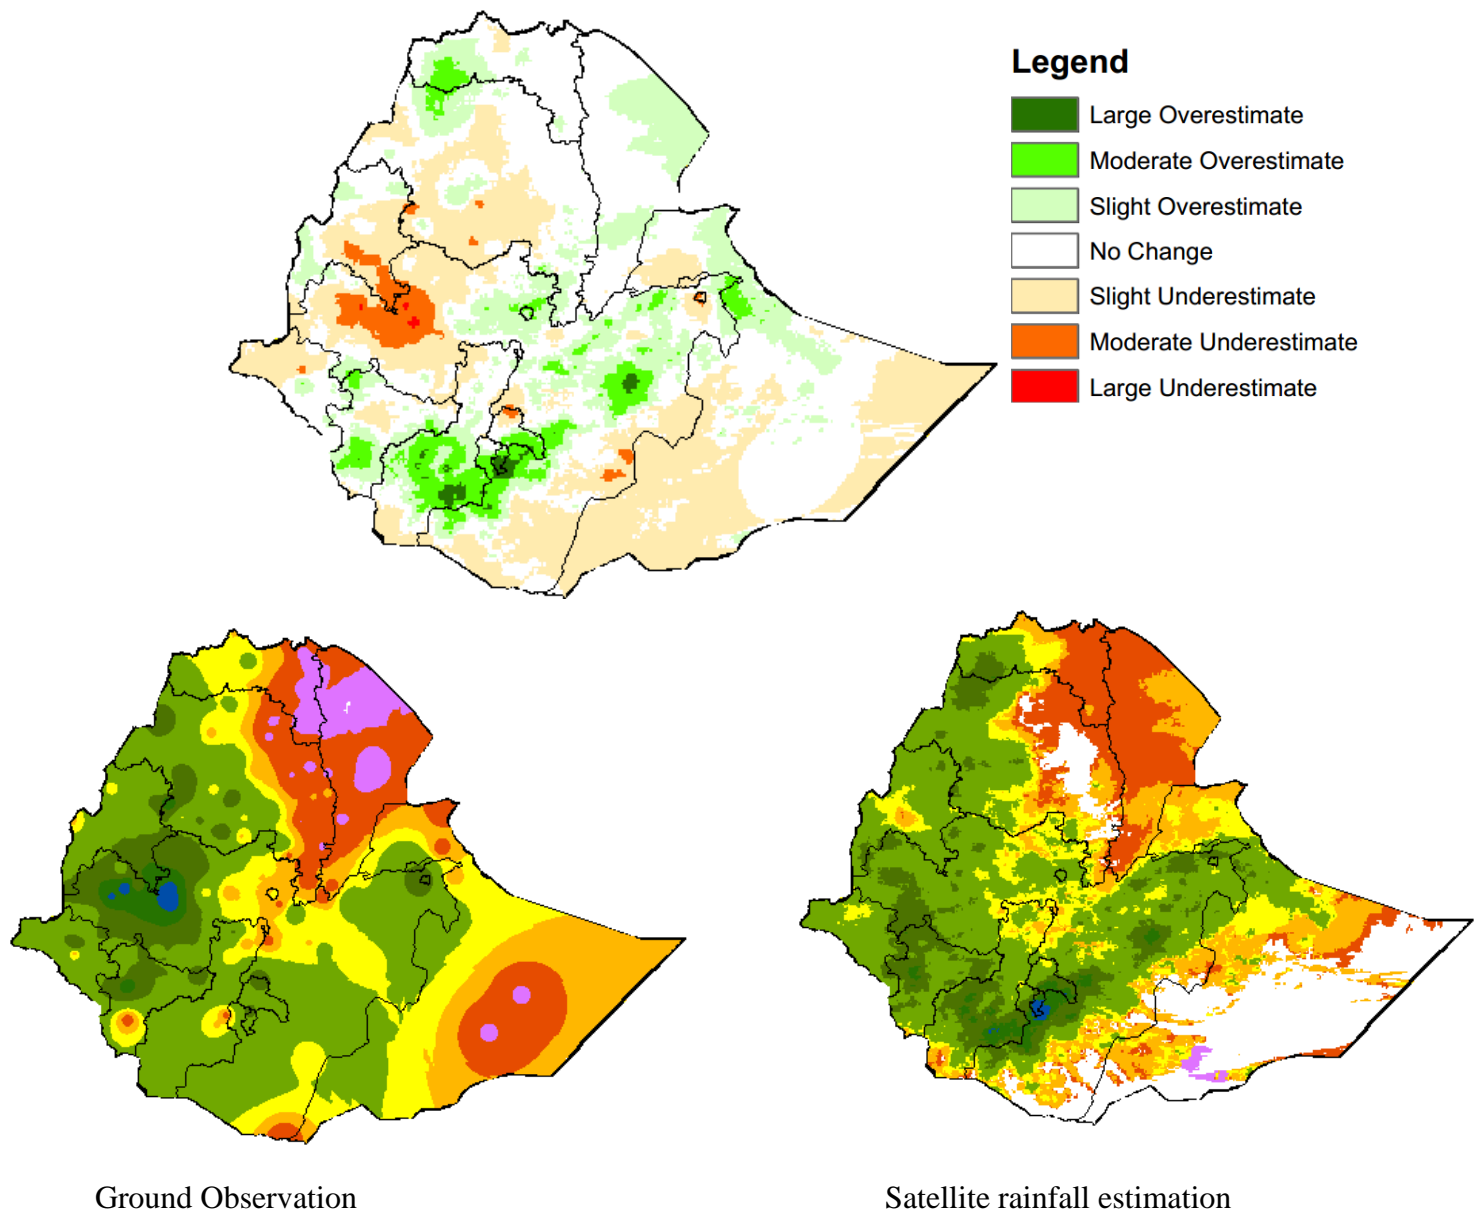 Legend
Large Overestimate
Moderate Overestimate
Slight Overestimate
No Change
Slight Underestimate
Moderate Underestimate
Large Underestimate
Ground Observation
Satellite rainfall estimation